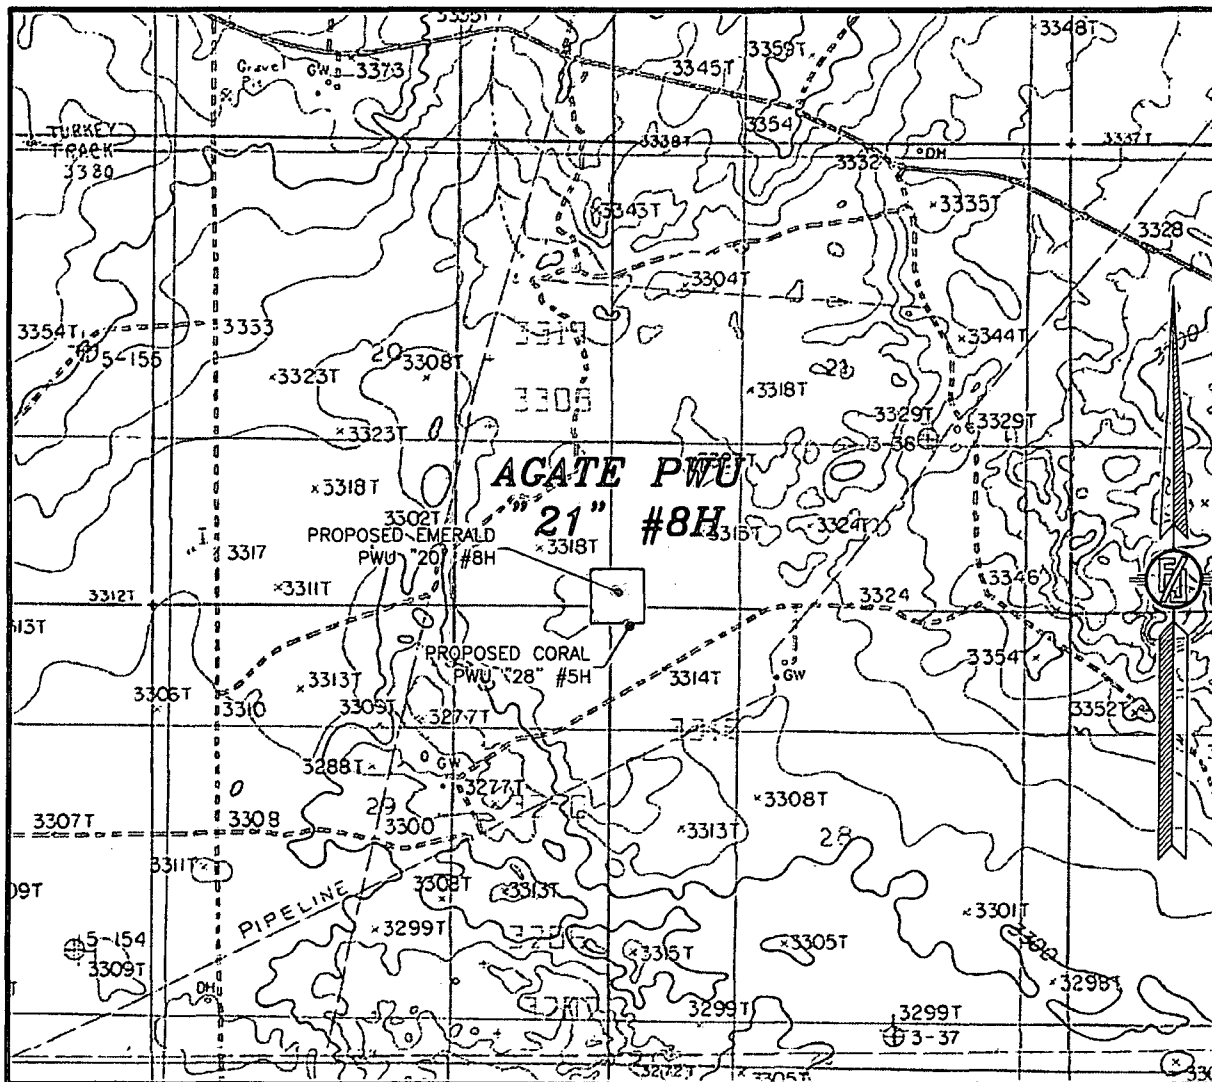 3348T
3359T
Gravel
Pit
GW
3373
3345T
3354
TURKEY
TRACK
3380
3338T
3332
DH
3337T
3343T
3335T
3328
3304T
3354T
5-155
3333
20
3308T
3344T
3323T
3318T
21
3308
3329T
3329T
3323T
3-38
AGATE PWU
"21" #8H
3318T
3302T
3324T
3315T
PROPOSED EMERALD
PWU "20" #8H
3318T
3317
3311T
3346
3312T
3324
3313T
PROPOSED CORAL
PWU "28" #5H
3354
3306T
3313T
3314T
GW
3310
3309T
3277T
3352T
3288T
GW
3277T
3308T
29
3307T
3308
3300
3313T
28
3311T
3308T
3313T
09T
PIPELINE
3301T
3300
3299T
5-154
3305T
3315T
3309T
3298T
DH
3299T
3299T
3-37
3272T
3305T